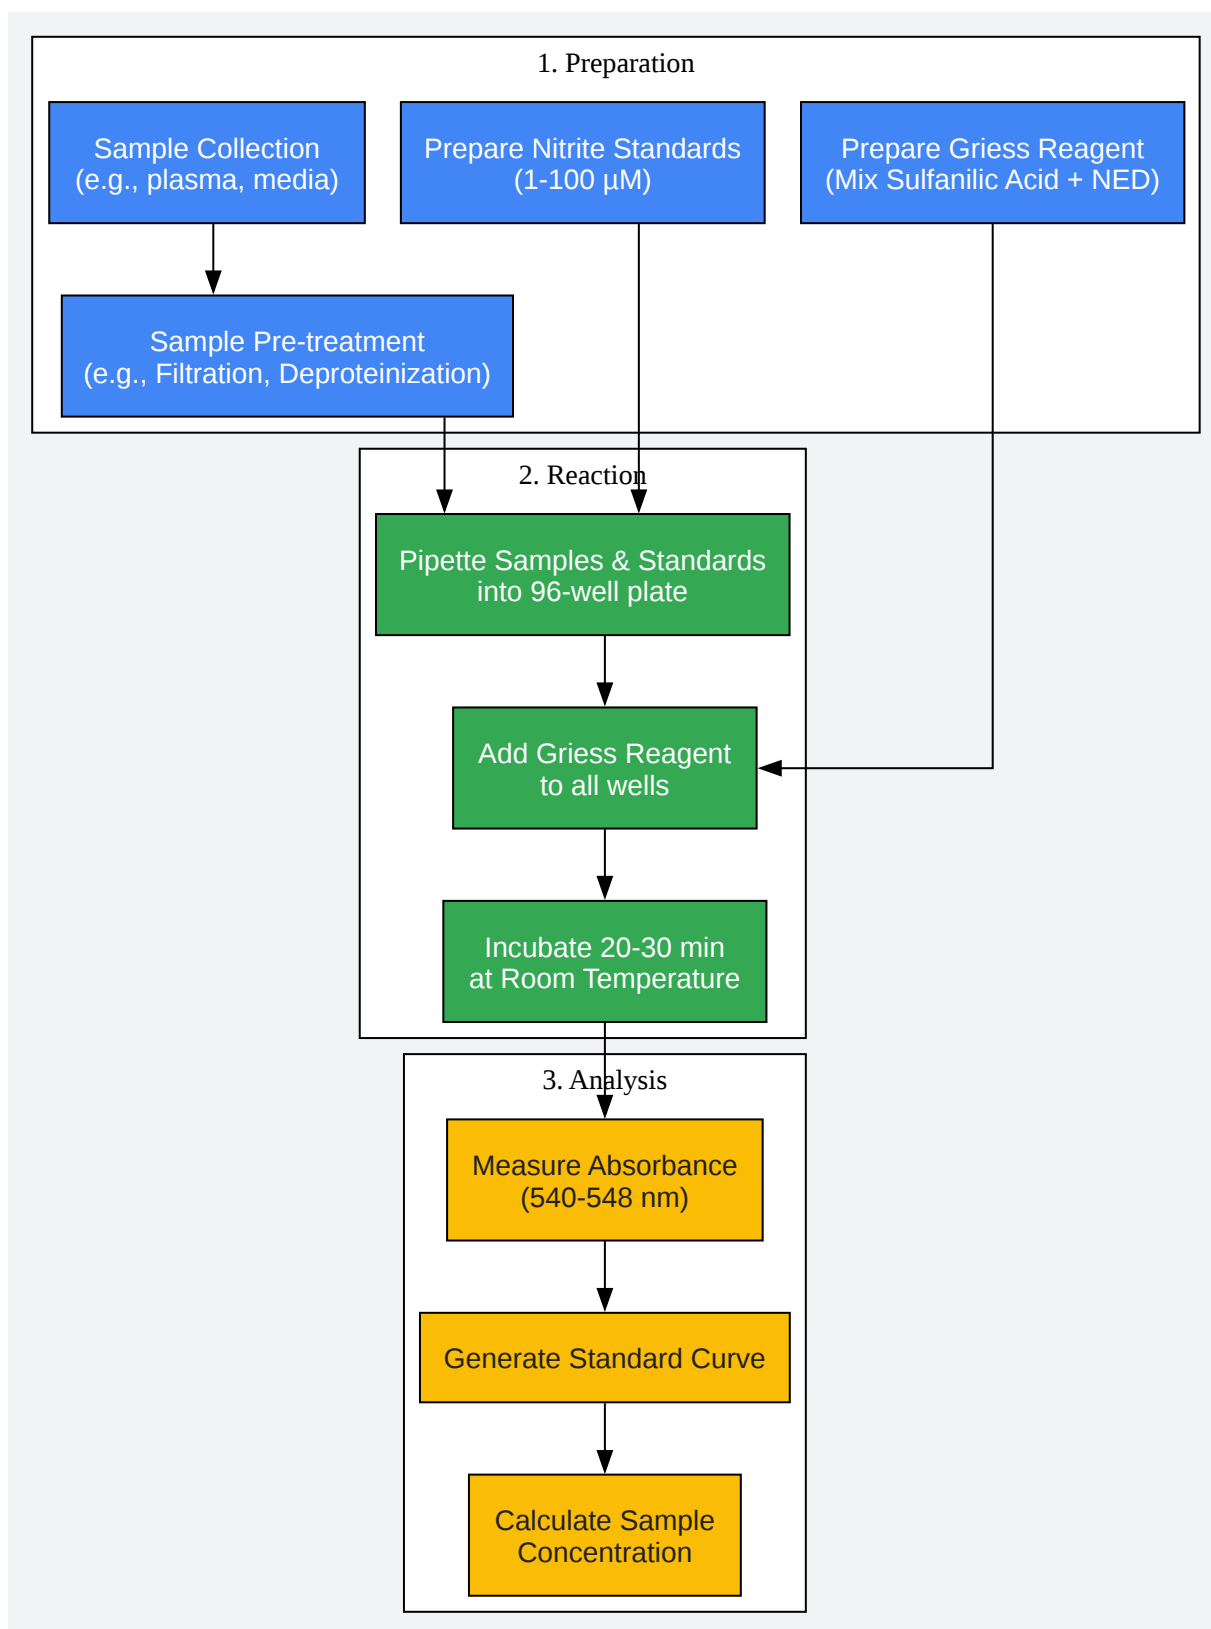 1. Preparation
Sample Collection
(e.g., plasma, media)
Prepare Nitrite Standards
(1-100 µM)
Prepare Griess Reagent
(Mix Sulfanilic Acid + NED)
Sample Pre-treatment
(e.g., Filtration, Deproteinization)
2. Reaction
Pipette Samples & Standards
into 96-well plate
Add Griess Reagent
to all wells
Incubate 20-30 min
at Room Temperature
3. Analysis
Measure Absorbance
(540-548 nm)
Generate Standard Curve
Calculate Sample
Concentration